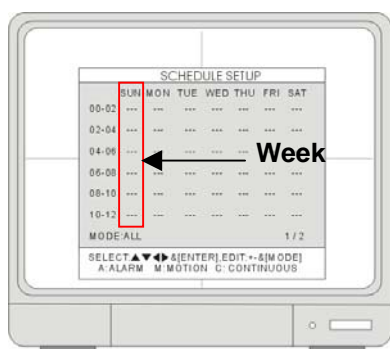 SCHEDULE SETUP
SUN MON TUE WED THU FRI SAT
00-02 --- --- --- --- --- --- ---
02-04 --- --- --- --- --- --- ---
04-06 --- --- --- --- --- --- ---
Week
06-08 --- --- --- --- --- --- ---
08-10 --- --- --- --- --- --- ---
10-12 --- --- --- --- --- --- ---
MODE:ALL 1/2
SELECT:▲▼◀▶&[ENTER],EDIT:+-&[MODE]
A:ALARM M:MOTION C:CONTINUOUS